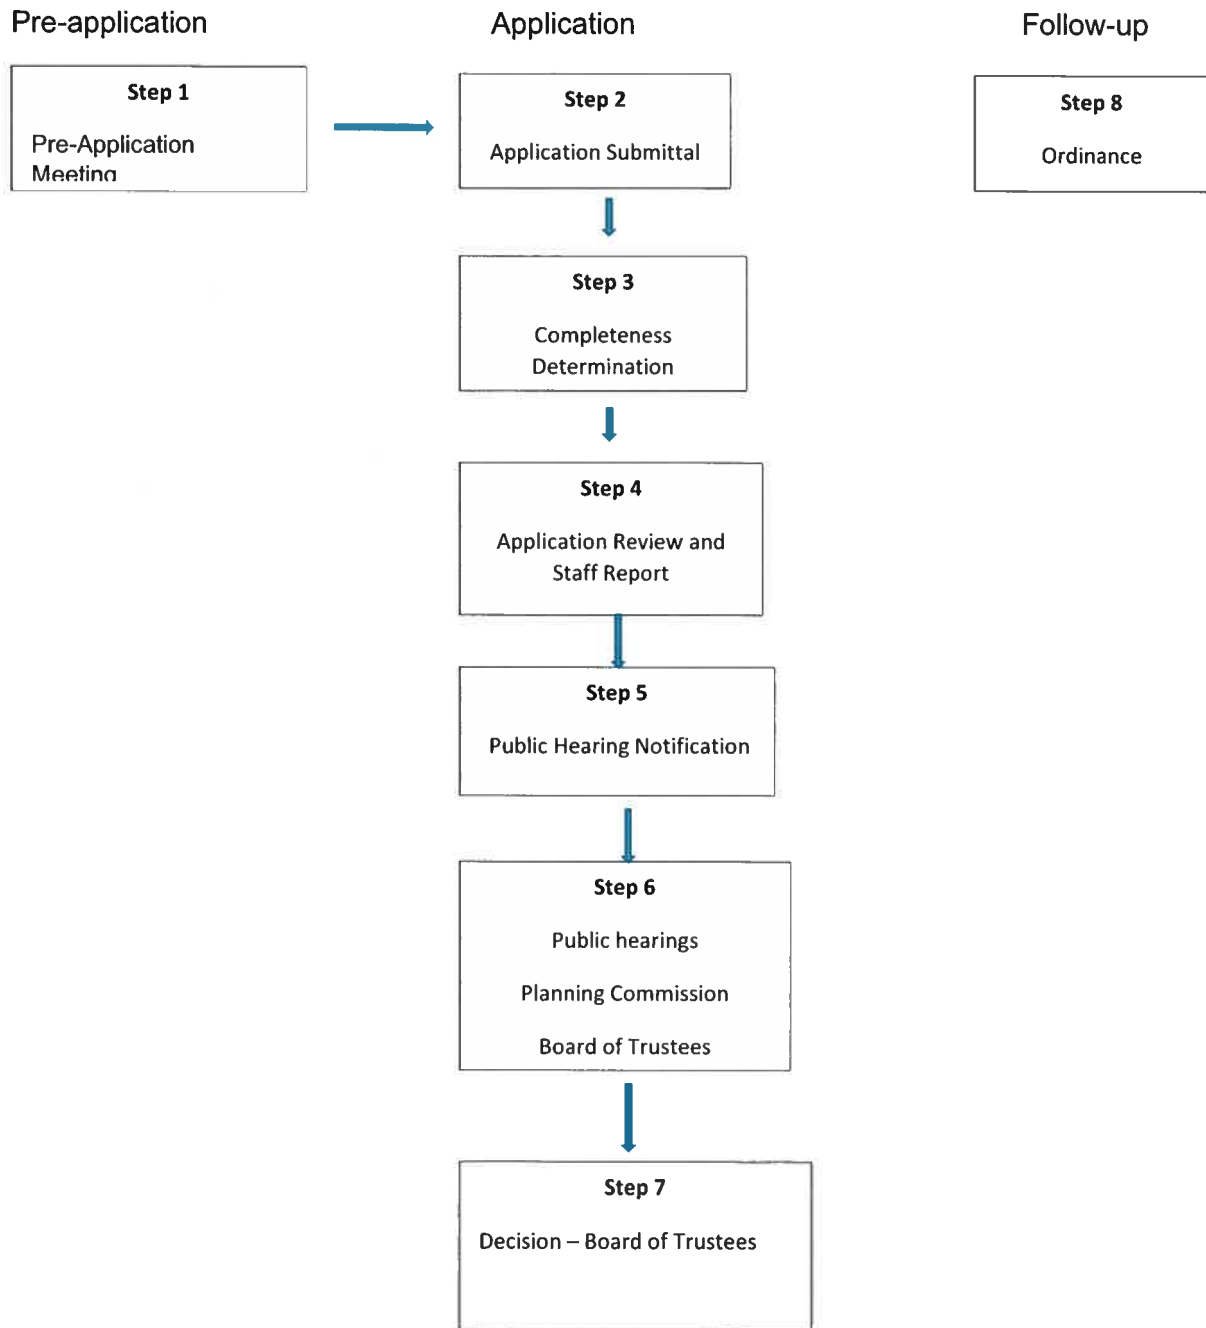 Pre-application
Application
Follow-up
Step 1
Pre-Application
Meeting
Step 2
Application Submittal
Step 8
Ordinance
Step 3
Completeness
Determination
Step 4
Application Review and
Staff Report
Step 5
Public Hearing Notification
Step 6
Public hearings
Planning Commission
Board of Trustees
Step 7
Decision – Board of Trustees